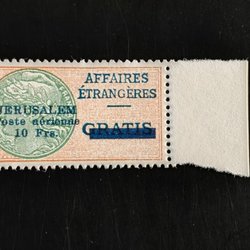 AFFAIRES
ÉTRANGÈRES
JERUSALEM
Poste aérienne
10 Frs.
GRATIS